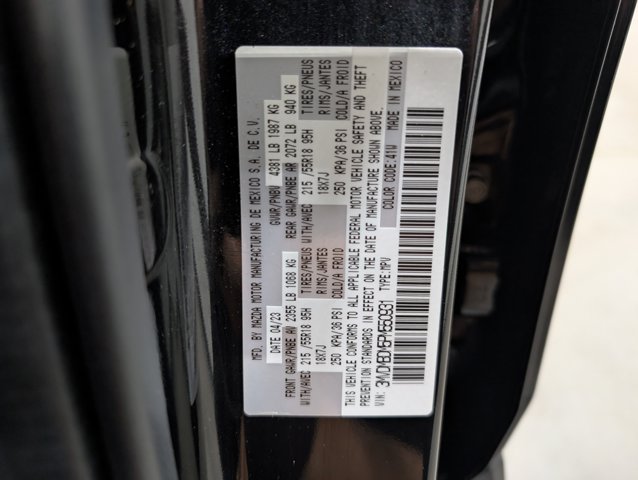 MFD. BY MAZDA MOTOR MANUFACTURING DE MEXICO S.A. DE C.V.
DATE 04/23 GVWR/PNBV 4381 LB 1987 KG
FRONT GAWR/PNBE AV 2355 LB 1068 KG REAR GAWR/PNBE AR 2072 LB 940 KG
WITH/AVEC 215 /55R18 95H TIRES/PNEUS WITH/AVEC 215 /55R18 95H TIRES/PNEUS
18X7J RIMS/JANTES 18X7J RIMS/JANTES
250 KPA/36 PSI COLD/A FROID 250 KPA/36 PSI COLD/A FROID
THIS VEHICLE CONFORMS TO ALL APPLICABLE FEDERAL MOTOR VEHICLE SAFETY AND THEFT
PREVENTION STANDARDS IN EFFECT ON THE DATE OF MANUFACTURE SHOWN ABOVE.
VIN: TYPE:MPV COLOR CODE:41W MADE IN MEXICO